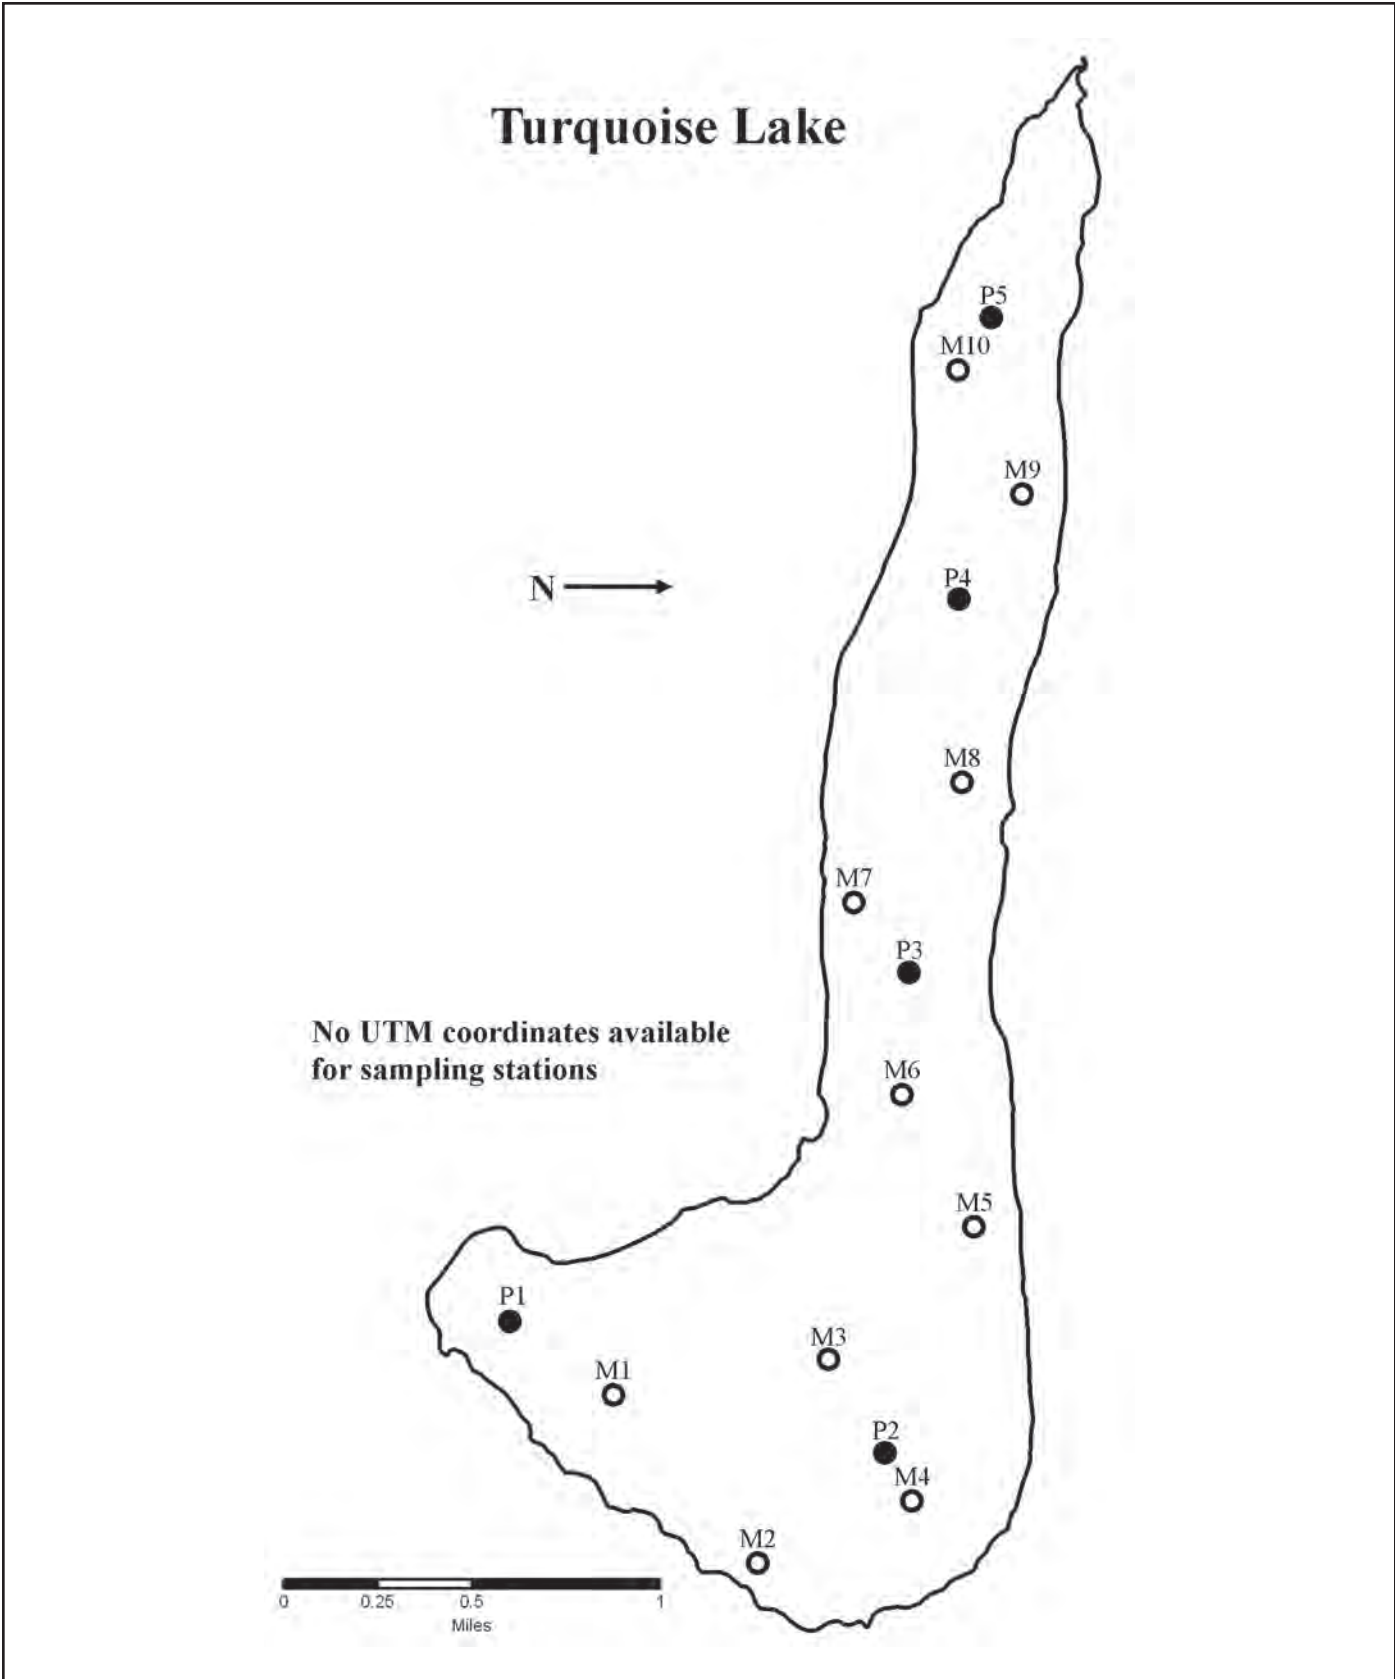 Turquoise Lake
P5
M10
M9
N
P4
M8
M7
P3
No UTM coordinates available
for sampling stations
M6
M5
P1
M3
M1
P2
M4
M2
0 0.25 0.5 1
Miles